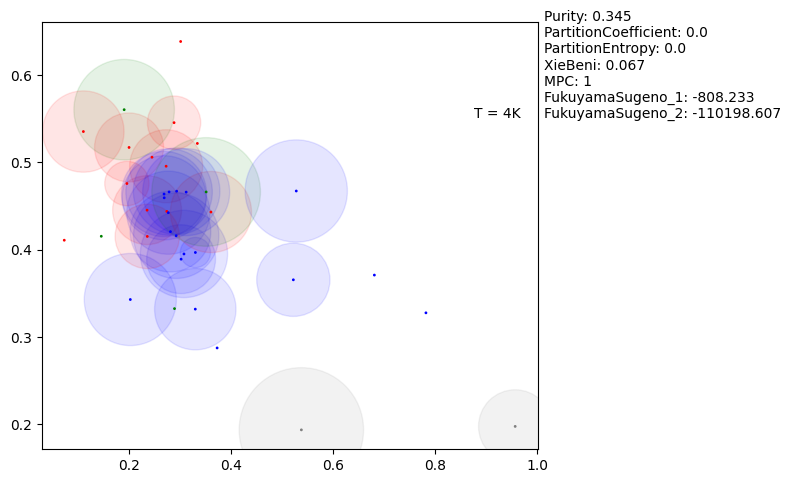 Purity: 0.345
PartitionCoefficient: 0.0
PartitionEntropy: 0.0
XieBeni: 0.067
MPC: 1
FukuyamaSugeno_1: -808.233
FukuyamaSugeno_2: -110198.607
T = 4K
0.6
0.5
0.4
0.3
0.2
0.2
0.4
0.6
0.8
1.0